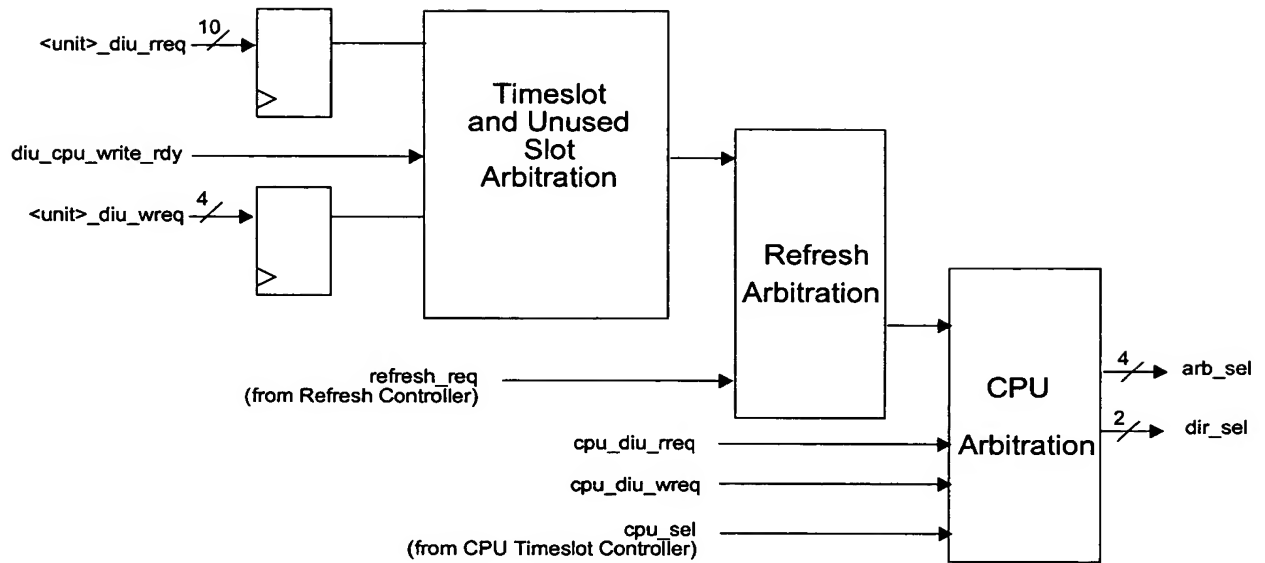 10
<unit>_diu_rreq
Timeslot
and Unused
Slot
Arbitration
diu_cpu_write_rdy
4
<unit>_diu_wreq
Refresh
Arbitration
refresh_req
(from Refresh Controller)
CPU
Arbitration
4
arb_sel
2
dir_sel
cpu_diu_rreq
cpu_diu_wreq
cpu_sel
(from CPU Timeslot Controller)